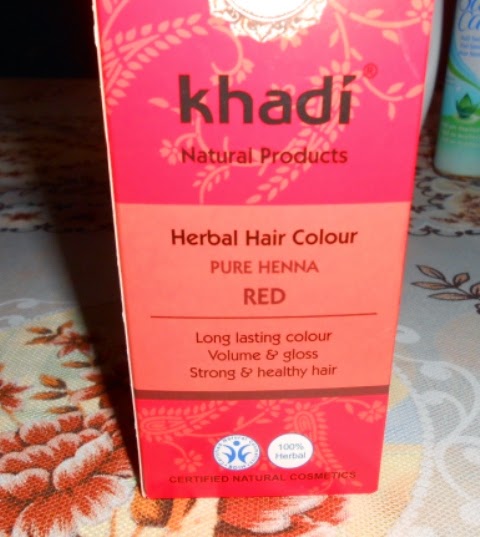 khadí®
Natural Products
Herbal Hair Colour
PURE HENNA
RED
Long lasting colour
Volume & gloss
Strong & healthy hair
100%
Herbal
CERTIFIED NATURAL COSMETICS